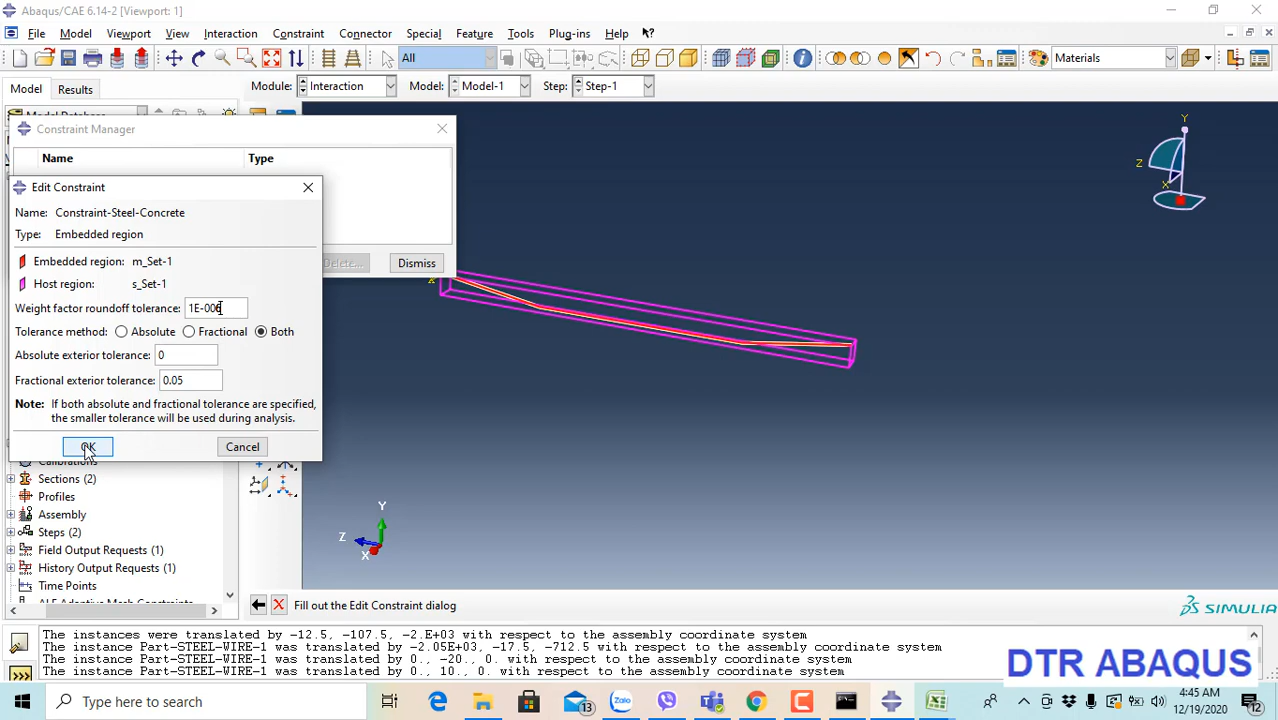 Abaqus/CAE 6.14-2 [Viewport: 1]
File Model Viewport View Interaction Constraint Connector Special Feature Tools Plug-ins Help
All Materials
Model Results Module: Interaction Model: Model-1 Step: Step-1
Constraint Manager
Name Type
Edit Constraint
Name: Constraint-Steel-Concrete
Type: Embedded region
Embedded region: m_Set-1
Host region: s_Set-1
Delete... Dismiss
Weight factor roundoff tolerance: 1E-006
Tolerance method: Absolute Fractional Both
Absolute exterior tolerance: 0
Fractional exterior tolerance: 0.05
Note: If both absolute and fractional tolerance are specified,
the smaller tolerance will be used during analysis.
OK Cancel
Y
Z
X
Calibrations
Sections (2)
Profiles
Assembly
Steps (2)
Field Output Requests (1)
History Output Requests (1)
Time Points
ALE Adaptive Mesh Constraints
X
Y
Z
X
Fill out the Edit Constraint dialog
SIMULIA
The instances were translated by -12.5, -107.5, -2.E+03 with respect to the assembly coordinate system
The instance Part-STEEL-WIRE-1 was translated by -2.05E+03, -17.5, -712.5 with respect to the assembly coordinate system
The instance Part-STEEL-WIRE-1 was translated by 0., -20., 0. with respect to the assembly coordinate system
The instance Part-STEEL-WIRE-1 was translated by 0., 10., 0. with respect to the assembly coordinate system
DTR ABAQUS
Type here to search
13
Zalo
4:45 AM
12/19/2020
12